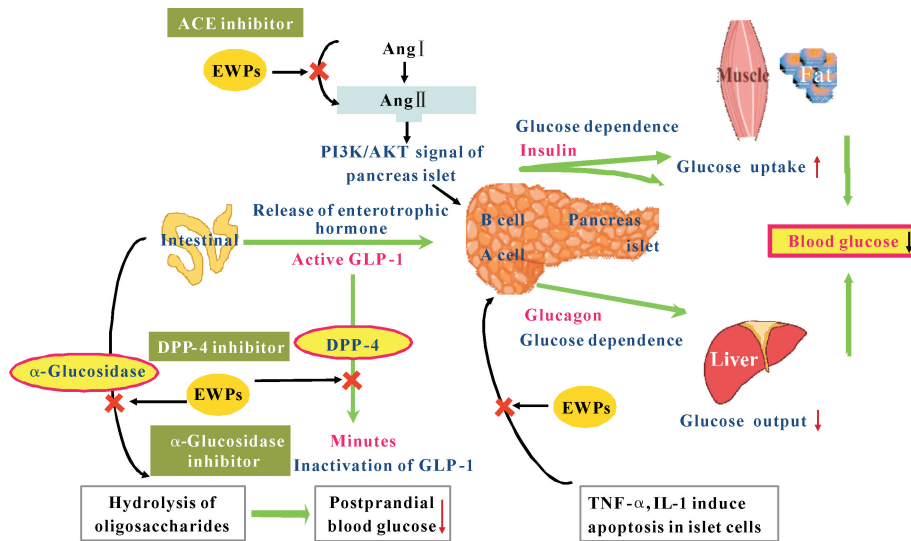 ACE inhibitor
EWPs
AngⅠ
AngⅡ
PI3K/AKT signal of
pancreas islet
Muscle
Fat
Glucose dependence
Insulin
Glucose uptake
Release of enterotrophic
hormone
Intestinal
Active GLP-1
B cell
Pancreas
islet
A cell
Blood glucose
Glucagon
Glucose dependence
Liver
Glucose output
DPP-4 inhibitor
DPP-4
α-Glucosidase
EWPs
EWPs
α-Glucosidase
inhibitor
Minutes
Inactivation of GLP-1
Hydrolysis of
oligosaccharides
Postprandial
blood glucose
TNF-α, IL-1 induce
apoptosis in islet cells